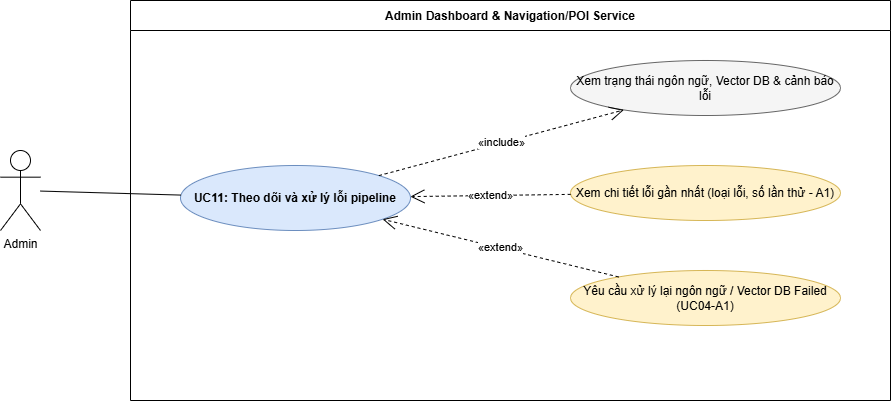 Admin Dashboard & Navigation/POI Service
Xem trạng thái ngôn ngữ, Vector DB & cảnh báo
lỗi
«include»
UC11: Theo dõi và xử lý lỗi pipeline
«extend»
Xem chi tiết lỗi gần nhất (loại lỗi, số lần thử - A1)
Admin
«extend»
Yêu cầu xử lý lại ngôn ngữ / Vector DB Failed
(UC04-A1)